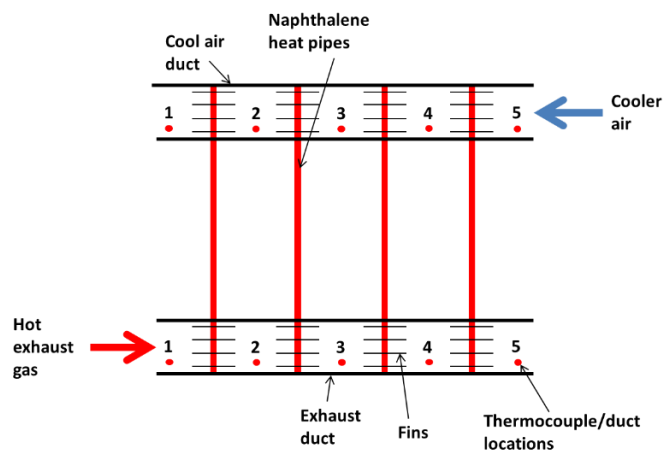 Naphthalene
heat pipes
Cool air
duct
1
2
3
4
5
Cooler
air
Hot
exhaust
gas
1
2
3
4
5
Exhaust
duct
Fins
Thermocouple/duct
locations